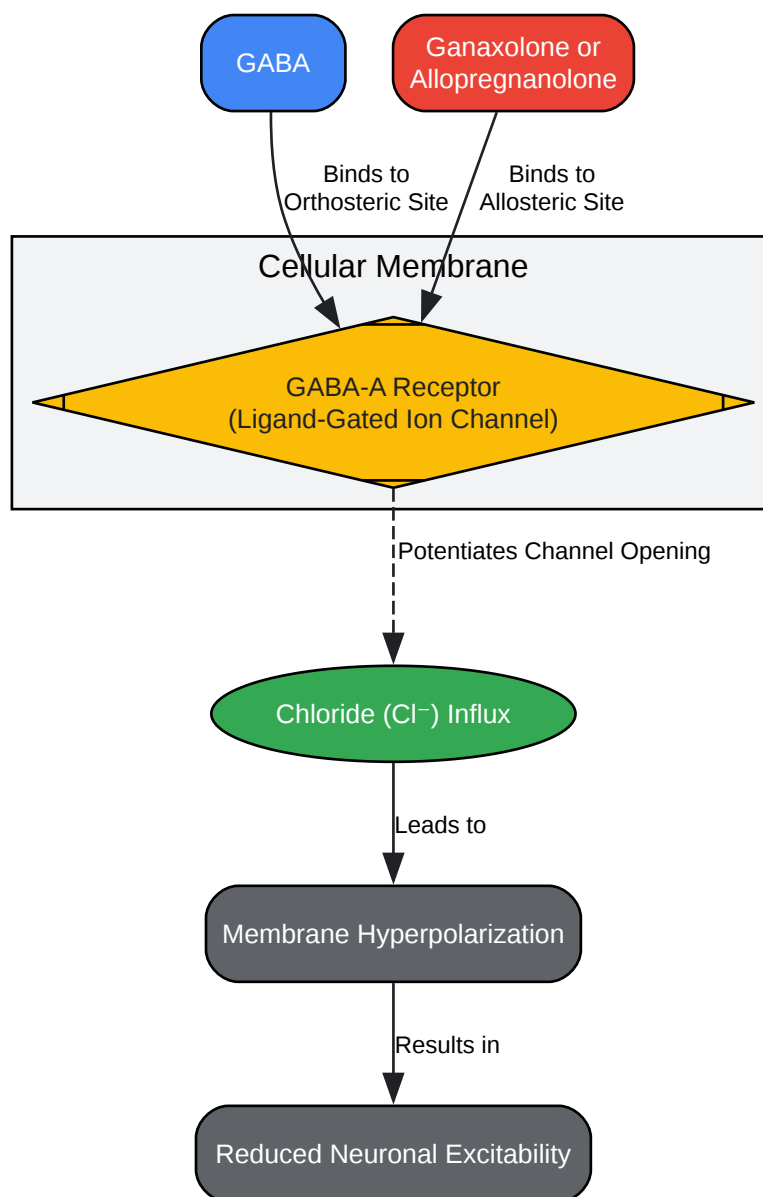 GABA
Ganaxolone or
Allopregnanolone
Binds to
Orthosteric Site
Binds to
Allosteric Site
Cellular Membrane
GABA-A Receptor
(Ligand-Gated Ion Channel)
Potentiates Channel Opening
Chloride (Cl⁻) Influx
Leads to
Membrane Hyperpolarization
Results in
Reduced Neuronal Excitability